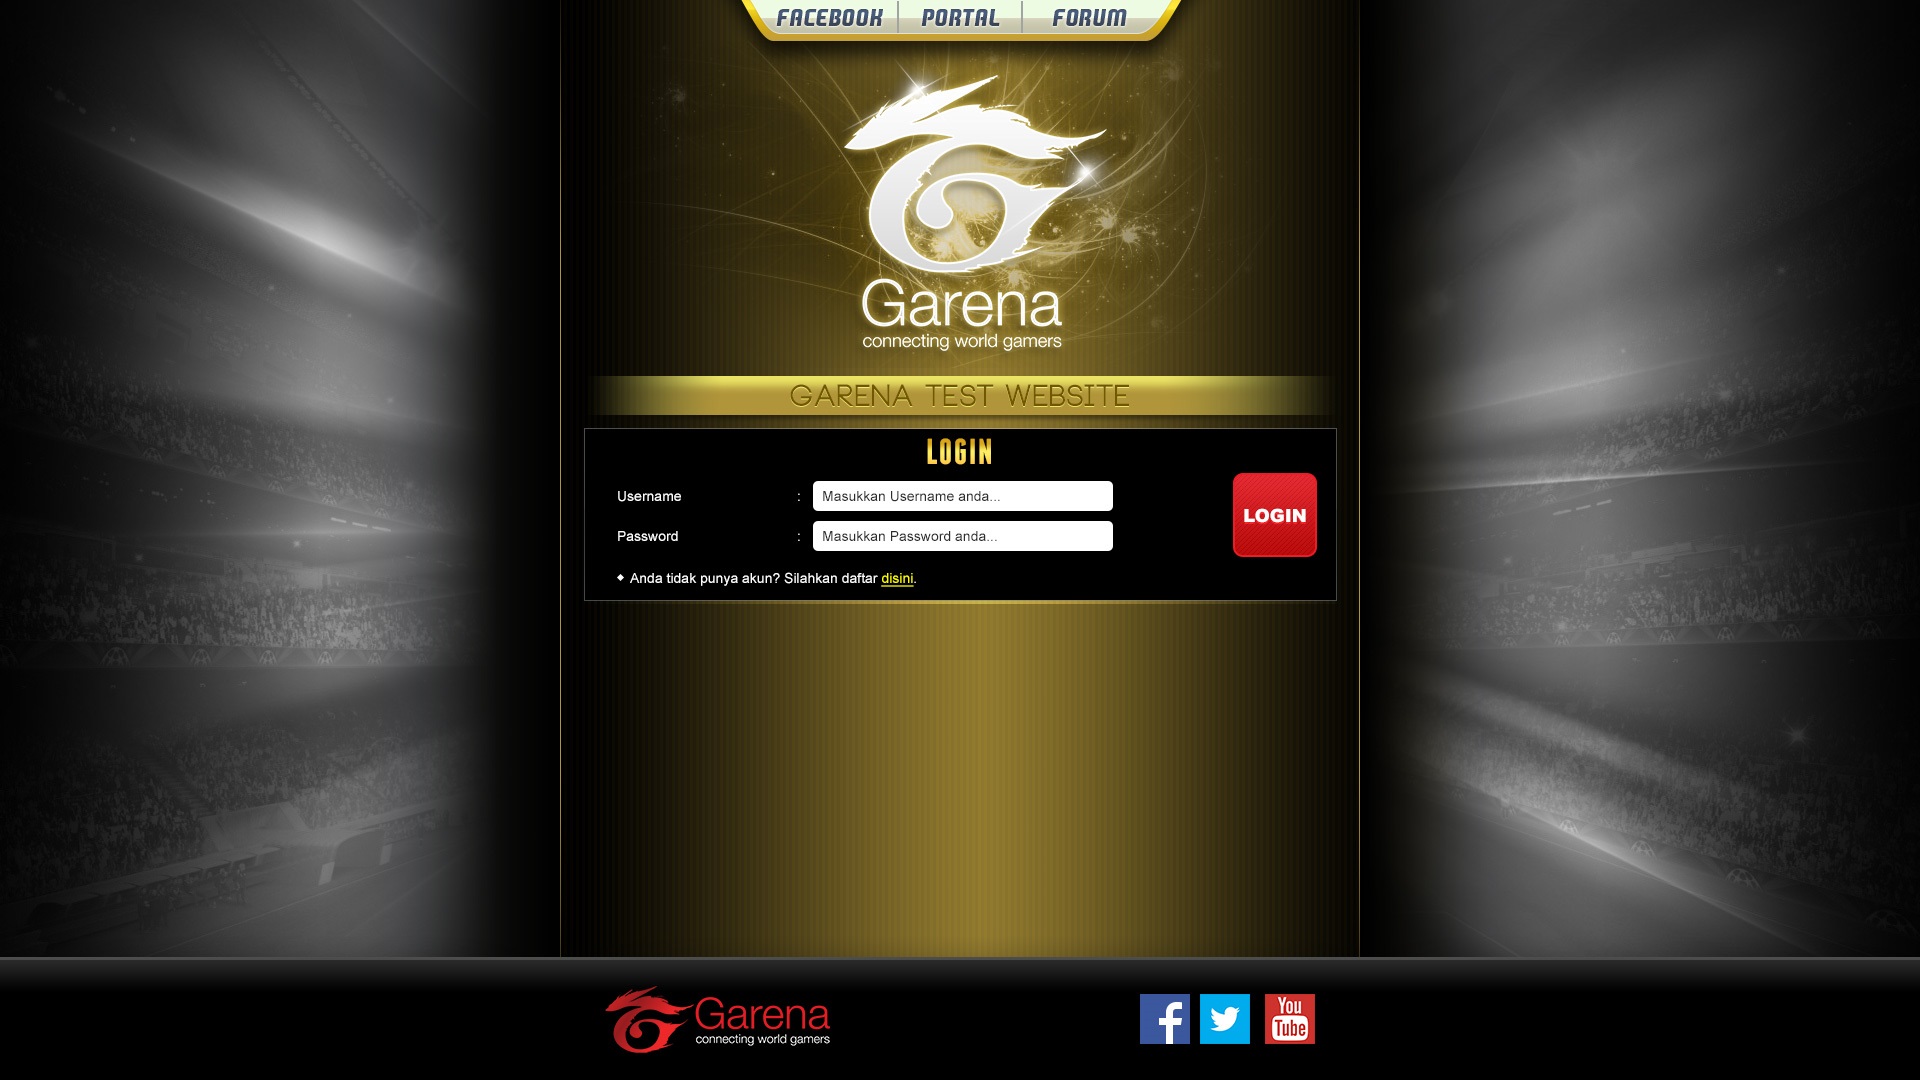 FACEBOOK PORTAL FORUM
Garena
connecting world gamers
GARENA TEST WEBSITE
LOGIN
Username : Masukkan Username anda...
LOGIN
Password : Masukkan Password anda...
Anda tidak punya akun? Silahkan daftar disini.
Garena
connecting world gamers
You
Tube